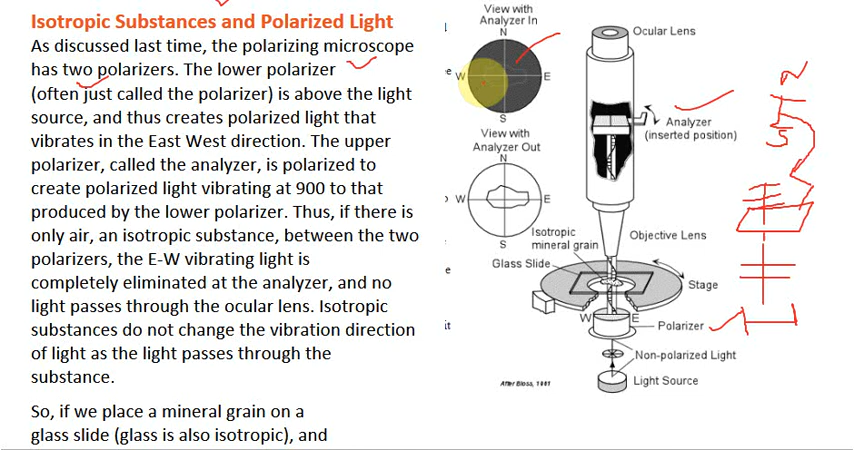 Isotropic Substances and Polarized Light
As discussed last time, the polarizing microscope
has two polarizers. The lower polarizer
(often just called the polarizer) is above the light
source, and thus creates polarized light that
vibrates in the East West direction. The upper
polarizer, called the analyzer, is polarized to
create polarized light vibrating at 900 to that
produced by the lower polarizer. Thus, if there is
only air, an isotropic substance, between the two
polarizers, the E-W vibrating light is
completely eliminated at the analyzer, and no
light passes through the ocular lens. Isotropic
substances do not change the vibration direction
of light as the light passes through the
substance.
So, if we place a mineral grain on a
glass slide (glass is also isotropic), and
View with
Analyzer In
N
W
E
S
View with
Analyzer Out
N
W
E
S
Ocular Lens
Analyzer
(inserted position)
Isotropic
mineral grain
Objective Lens
Glass Slide
Stage
W
E
Polarizer
Non-polarized Light
Light Source
After Bloss, 1961
N
S